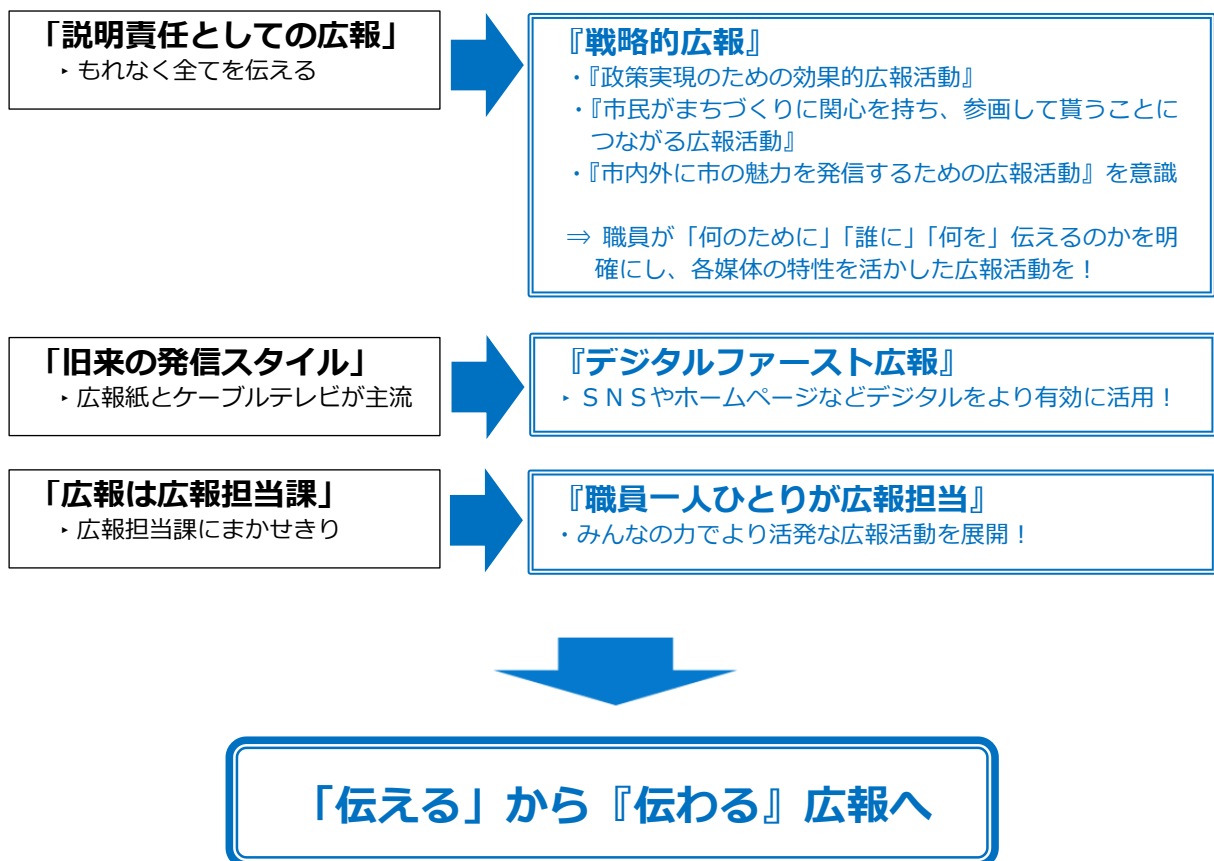 「説明責任としての広報」
‣ もれなく全てを伝える
『戦略的広報』
・『政策実現のための効果的広報活動』
・『市民がまちづくりに関心を持ち、参画して貰うことに
つながる広報活動』
・『市内外に市の魅力を発信するための広報活動』を意識
⇒ 職員が「何のために」「誰に」「何を」伝えるのかを明
確にし、各媒体の特性を活かした広報活動を！
「旧来の発信スタイル」
‣ 広報紙とケーブルテレビが主流
『デジタルファースト広報』
‣ ＳＮＳやホームページなどデジタルをより有効に活用！
「広報は広報担当課」
‣ 広報担当課にまかせきり
『職員一人ひとりが広報担当』
・みんなの力でより活発な広報活動を展開！
「伝える」から『伝わる』広報へ